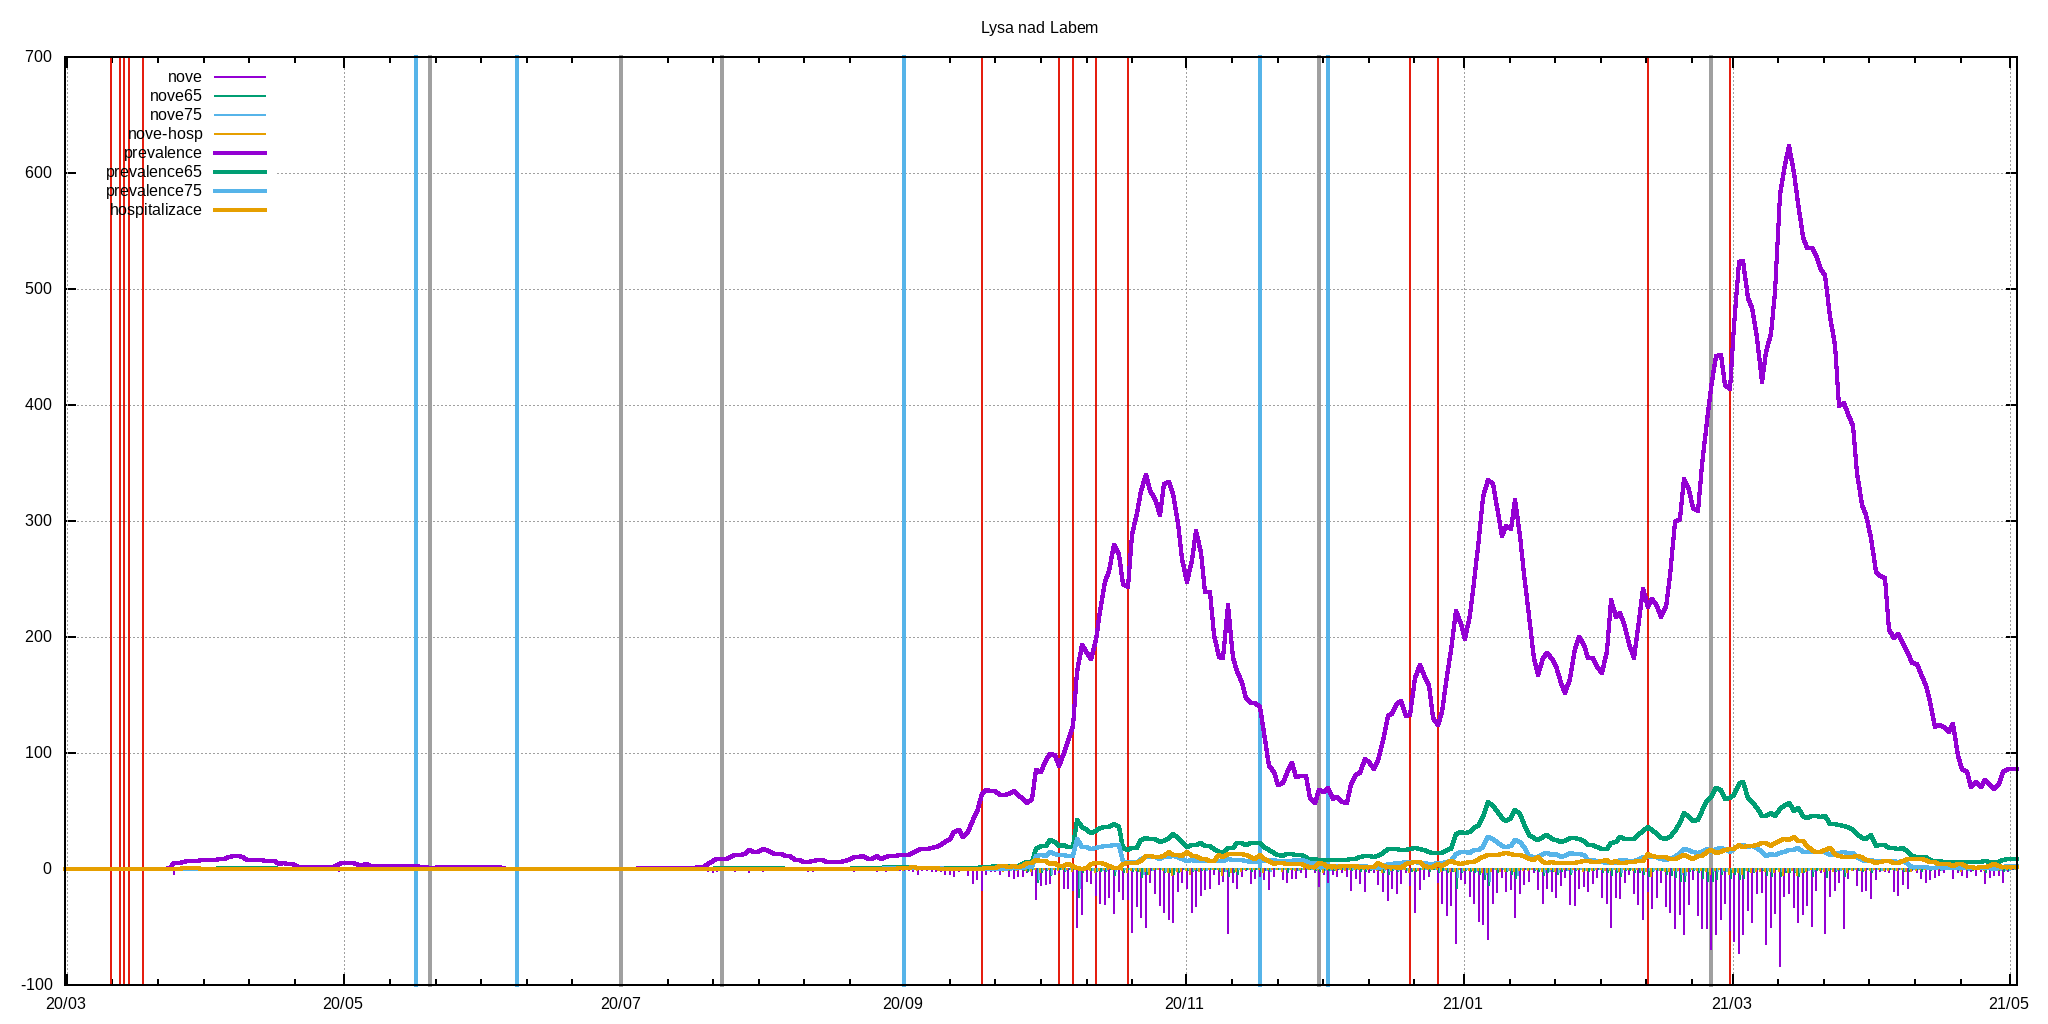 Lysa nad Labem
700
600
500
400
300
200
100
0
-100
nove
nove65
nove75
nove-hosp
prevalence
prevalence65
prevalence75
hospitalizace
20/03 20/05 20/07 20/09 20/11 21/01 21/03 21/05